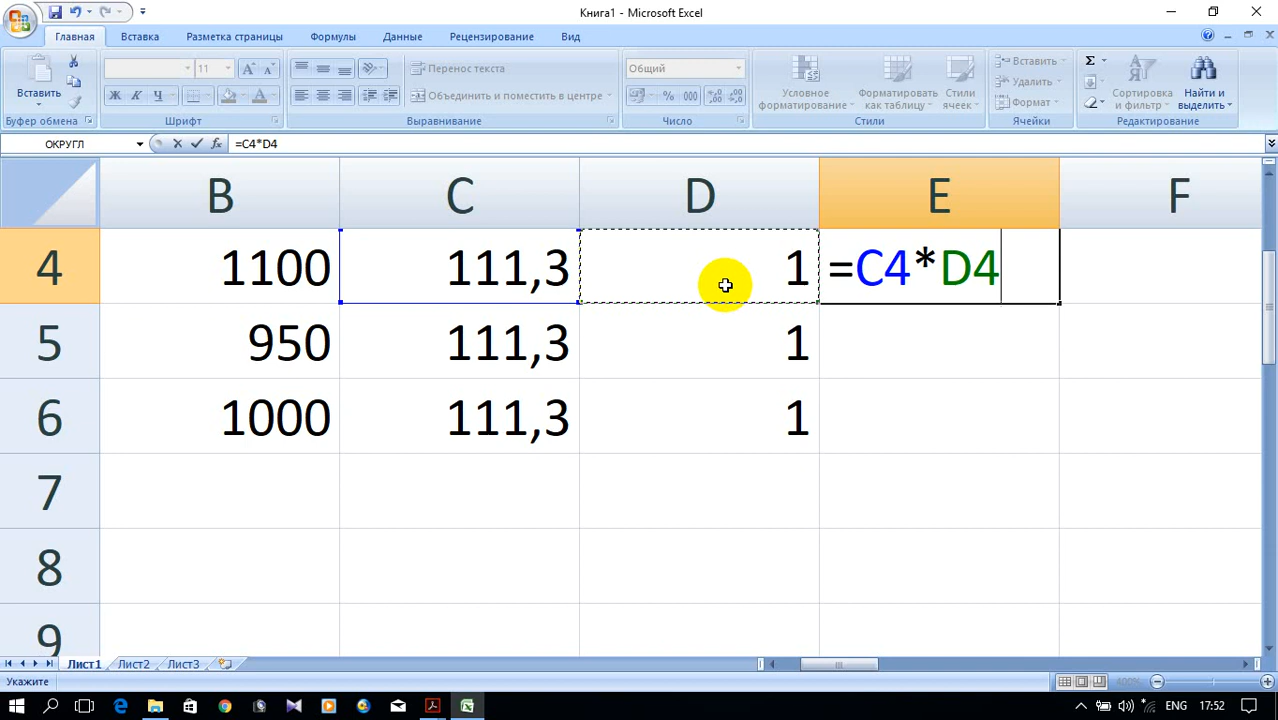 Книга1 - Microsoft Excel
Главная Вставка Разметка страницы Формулы Данные Рецензирование Вид
Вставить
Буфер обмена
11
Ж К Ч
Шрифт
Перенос текста
Объединить и поместить в центре
Выравнивание
Общий
% 000
Число
Условное форматирование
Форматировать как таблицу
Стили ячеек
Стили
Вставить
Удалить
Формат
Ячейки
Σ
Сортировка и фильтр
Найти и выделить
Редактирование
ОКРУГЛ fx =C4*D4
B C D E F
4 1100 111,3 1 =C4*D4
5 950 111,3 1
6 1000 111,3 1
7
8
9
Лист1 Лист2 Лист3
Укажите 400%
ENG 17:52